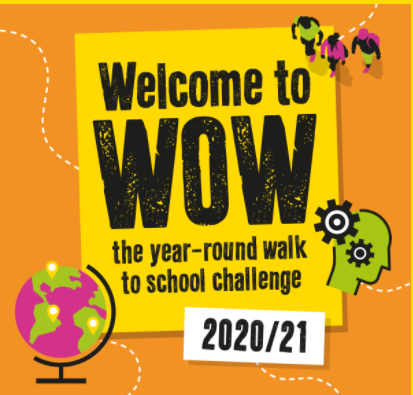 Welcome to
WOW
the year-round walk
to school challenge
2020/21